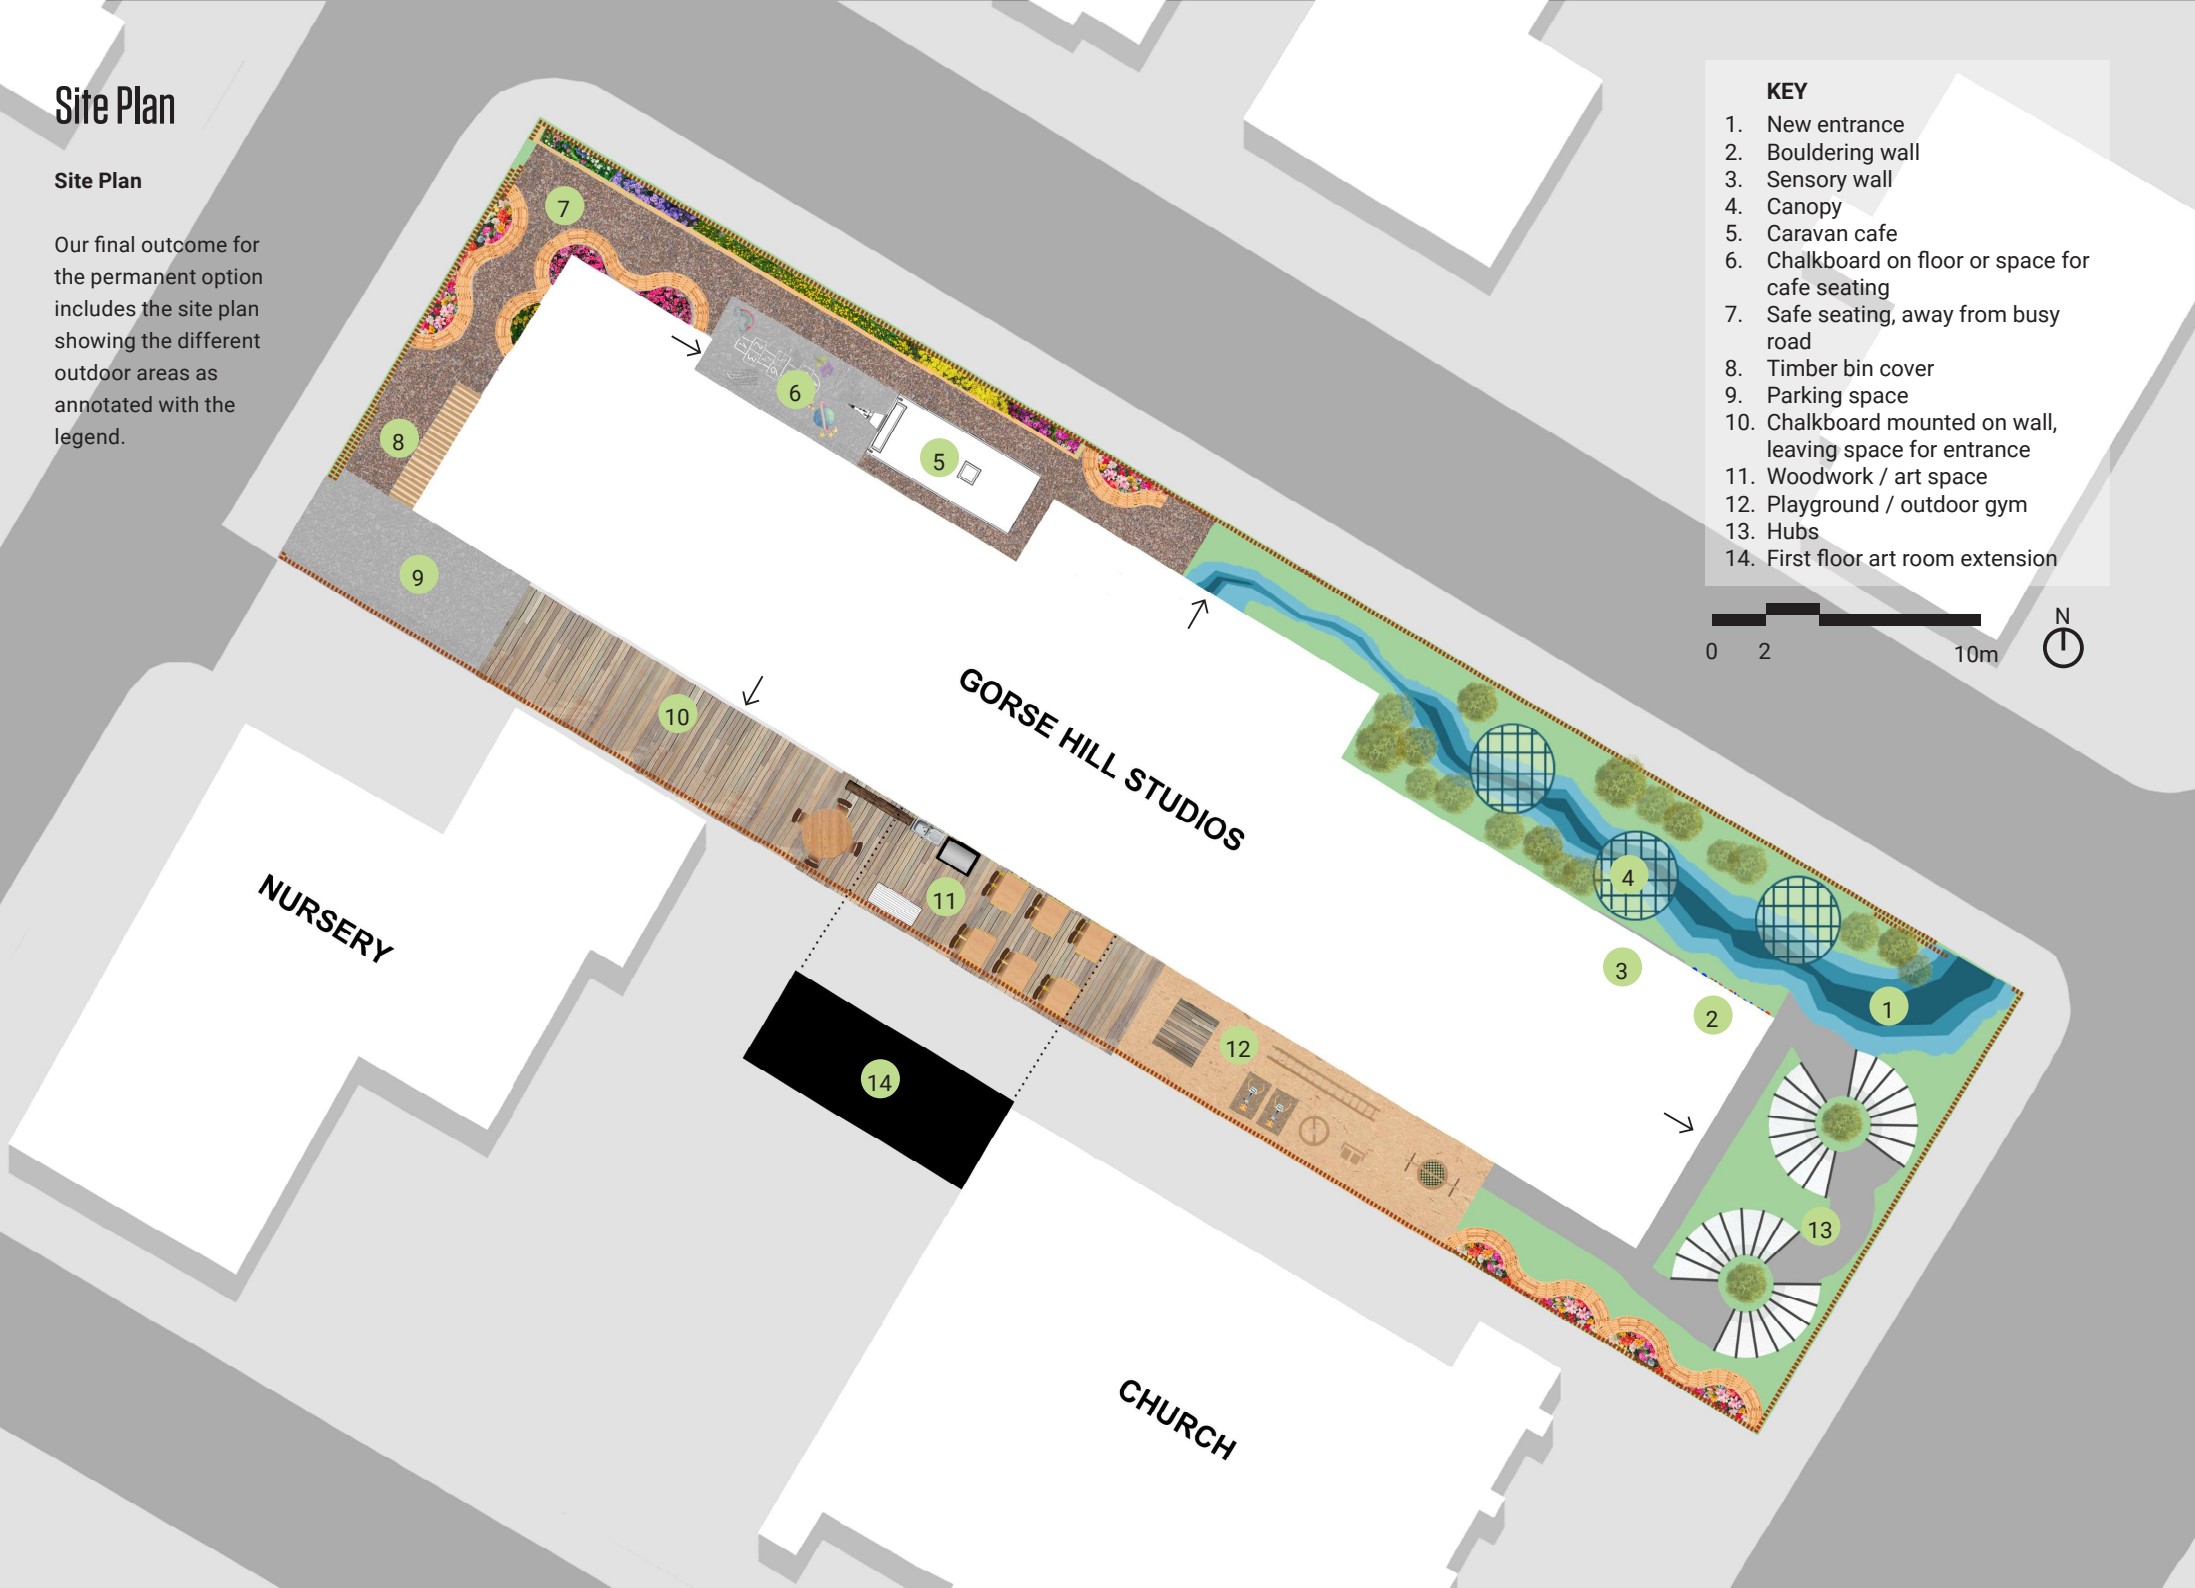 Site Plan
Site Plan
Our final outcome for
the permanent option
includes the site plan
showing the different
outdoor areas as
annotated with the
legend.
KEY
1. New entrance
2. Bouldering wall
3. Sensory wall
4. Canopy
5. Caravan cafe
6. Chalkboard on floor or space for
cafe seating
7. Safe seating, away from busy
road
8. Timber bin cover
9. Parking space
10. Chalkboard mounted on wall,
leaving space for entrance
11. Woodwork / art space
12. Playground / outdoor gym
13. Hubs
14. First floor art room extension
0 2 10m
N
7
6
5
8
9
10
GORSE HILL STUDIOS
4
11
3
2
1
12
14
13
NURSERY
CHURCH